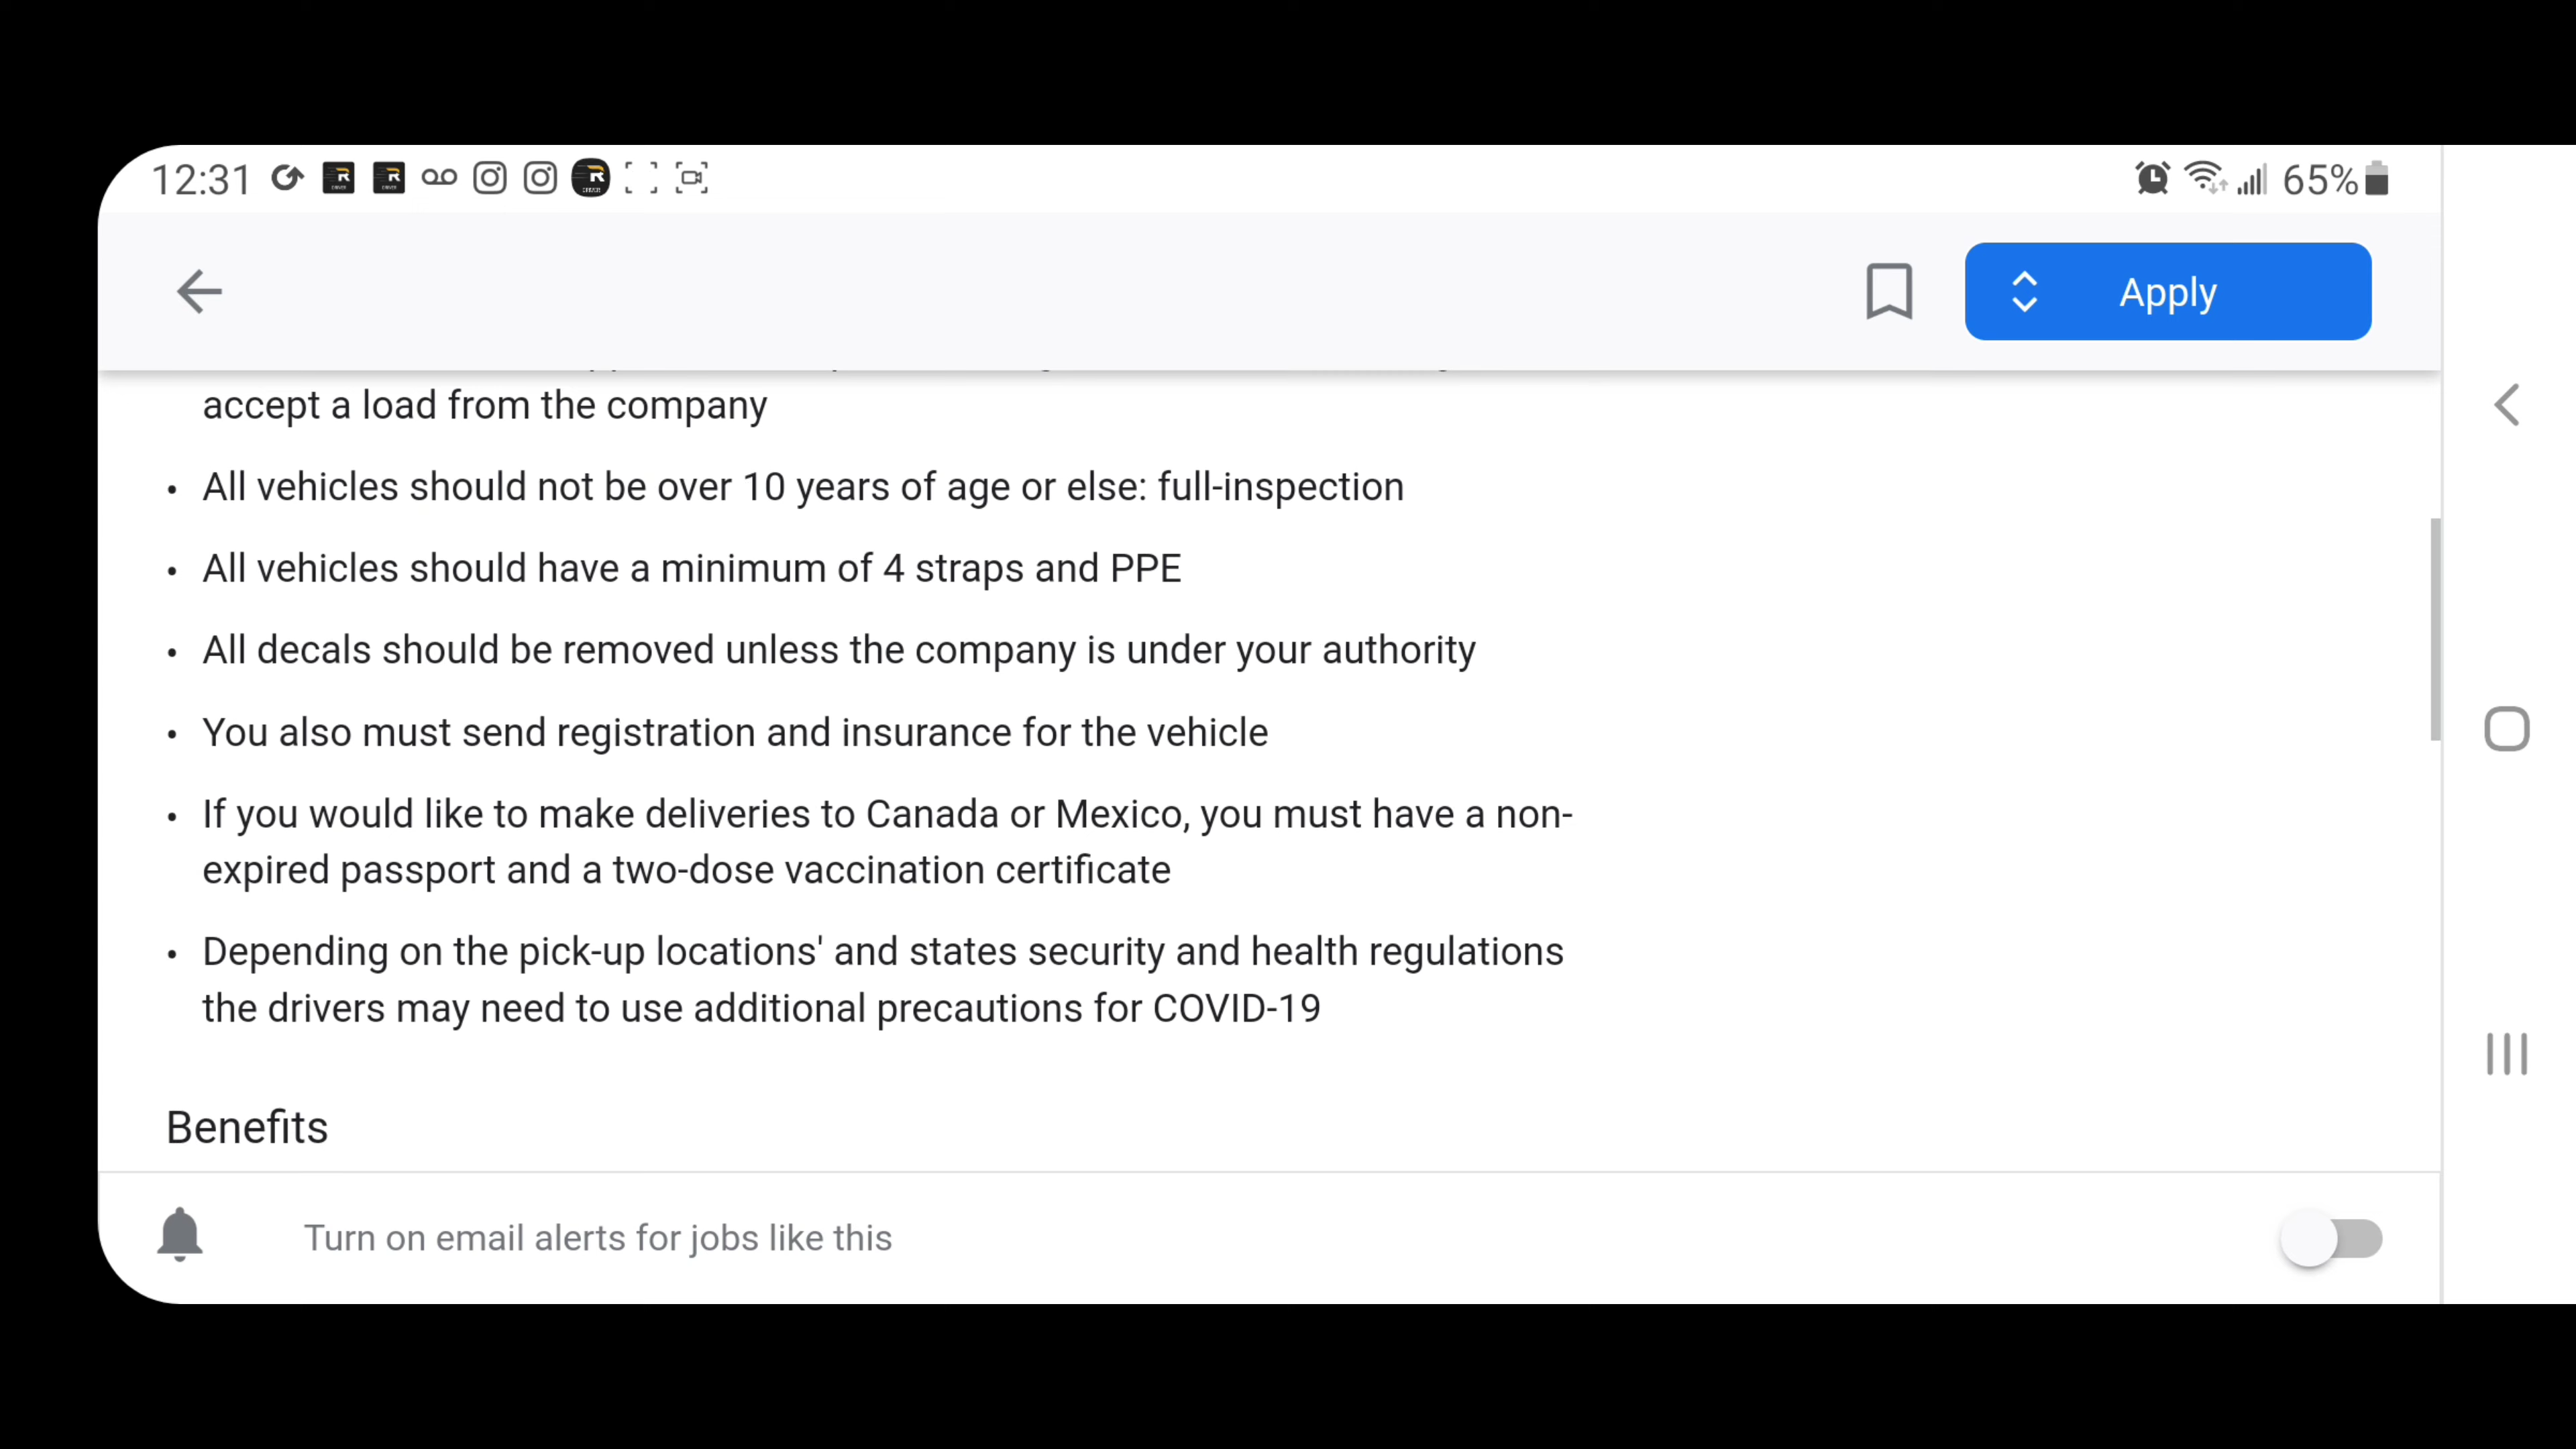 12:31
65%
Apply
accept a load from the company
• All vehicles should not be over 10 years of age or else: full-inspection
• All vehicles should have a minimum of 4 straps and PPE
• All decals should be removed unless the company is under your authority
• You also must send registration and insurance for the vehicle
• If you would like to make deliveries to Canada or Mexico, you must have a non-
expired passport and a two-dose vaccination certificate
• Depending on the pick-up locations' and states security and health regulations
the drivers may need to use additional precautions for COVID-19
Benefits
Turn on email alerts for jobs like this